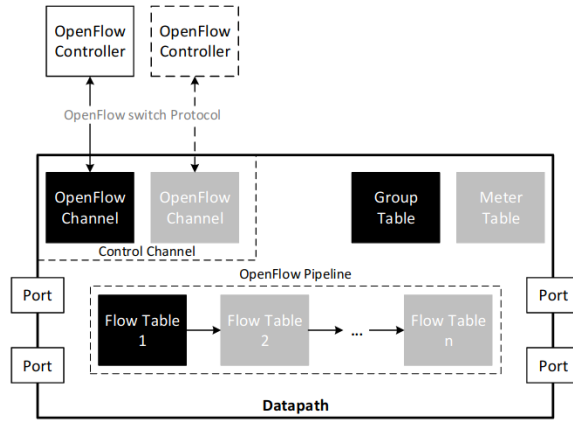 OpenFlow
Controller
OpenFlow
Controller
OpenFlow switch Protocol
OpenFlow
Channel
OpenFlow
Channel
Control Channel
Group
Table
Meter
Table
OpenFlow Pipeline
Port
Port
Flow Table
1
Flow Table
2
...
Flow Table
n
Port
Port
Datapath